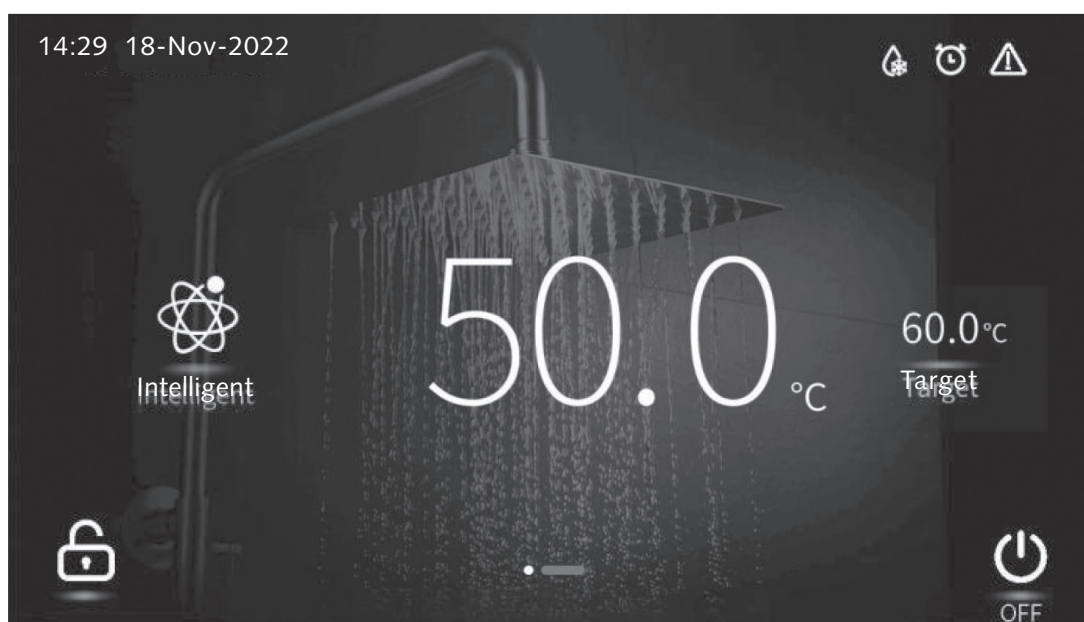 14:29 18-Nov-2022
50.0 °C
60.0°C
Intelligent
Target
OFF